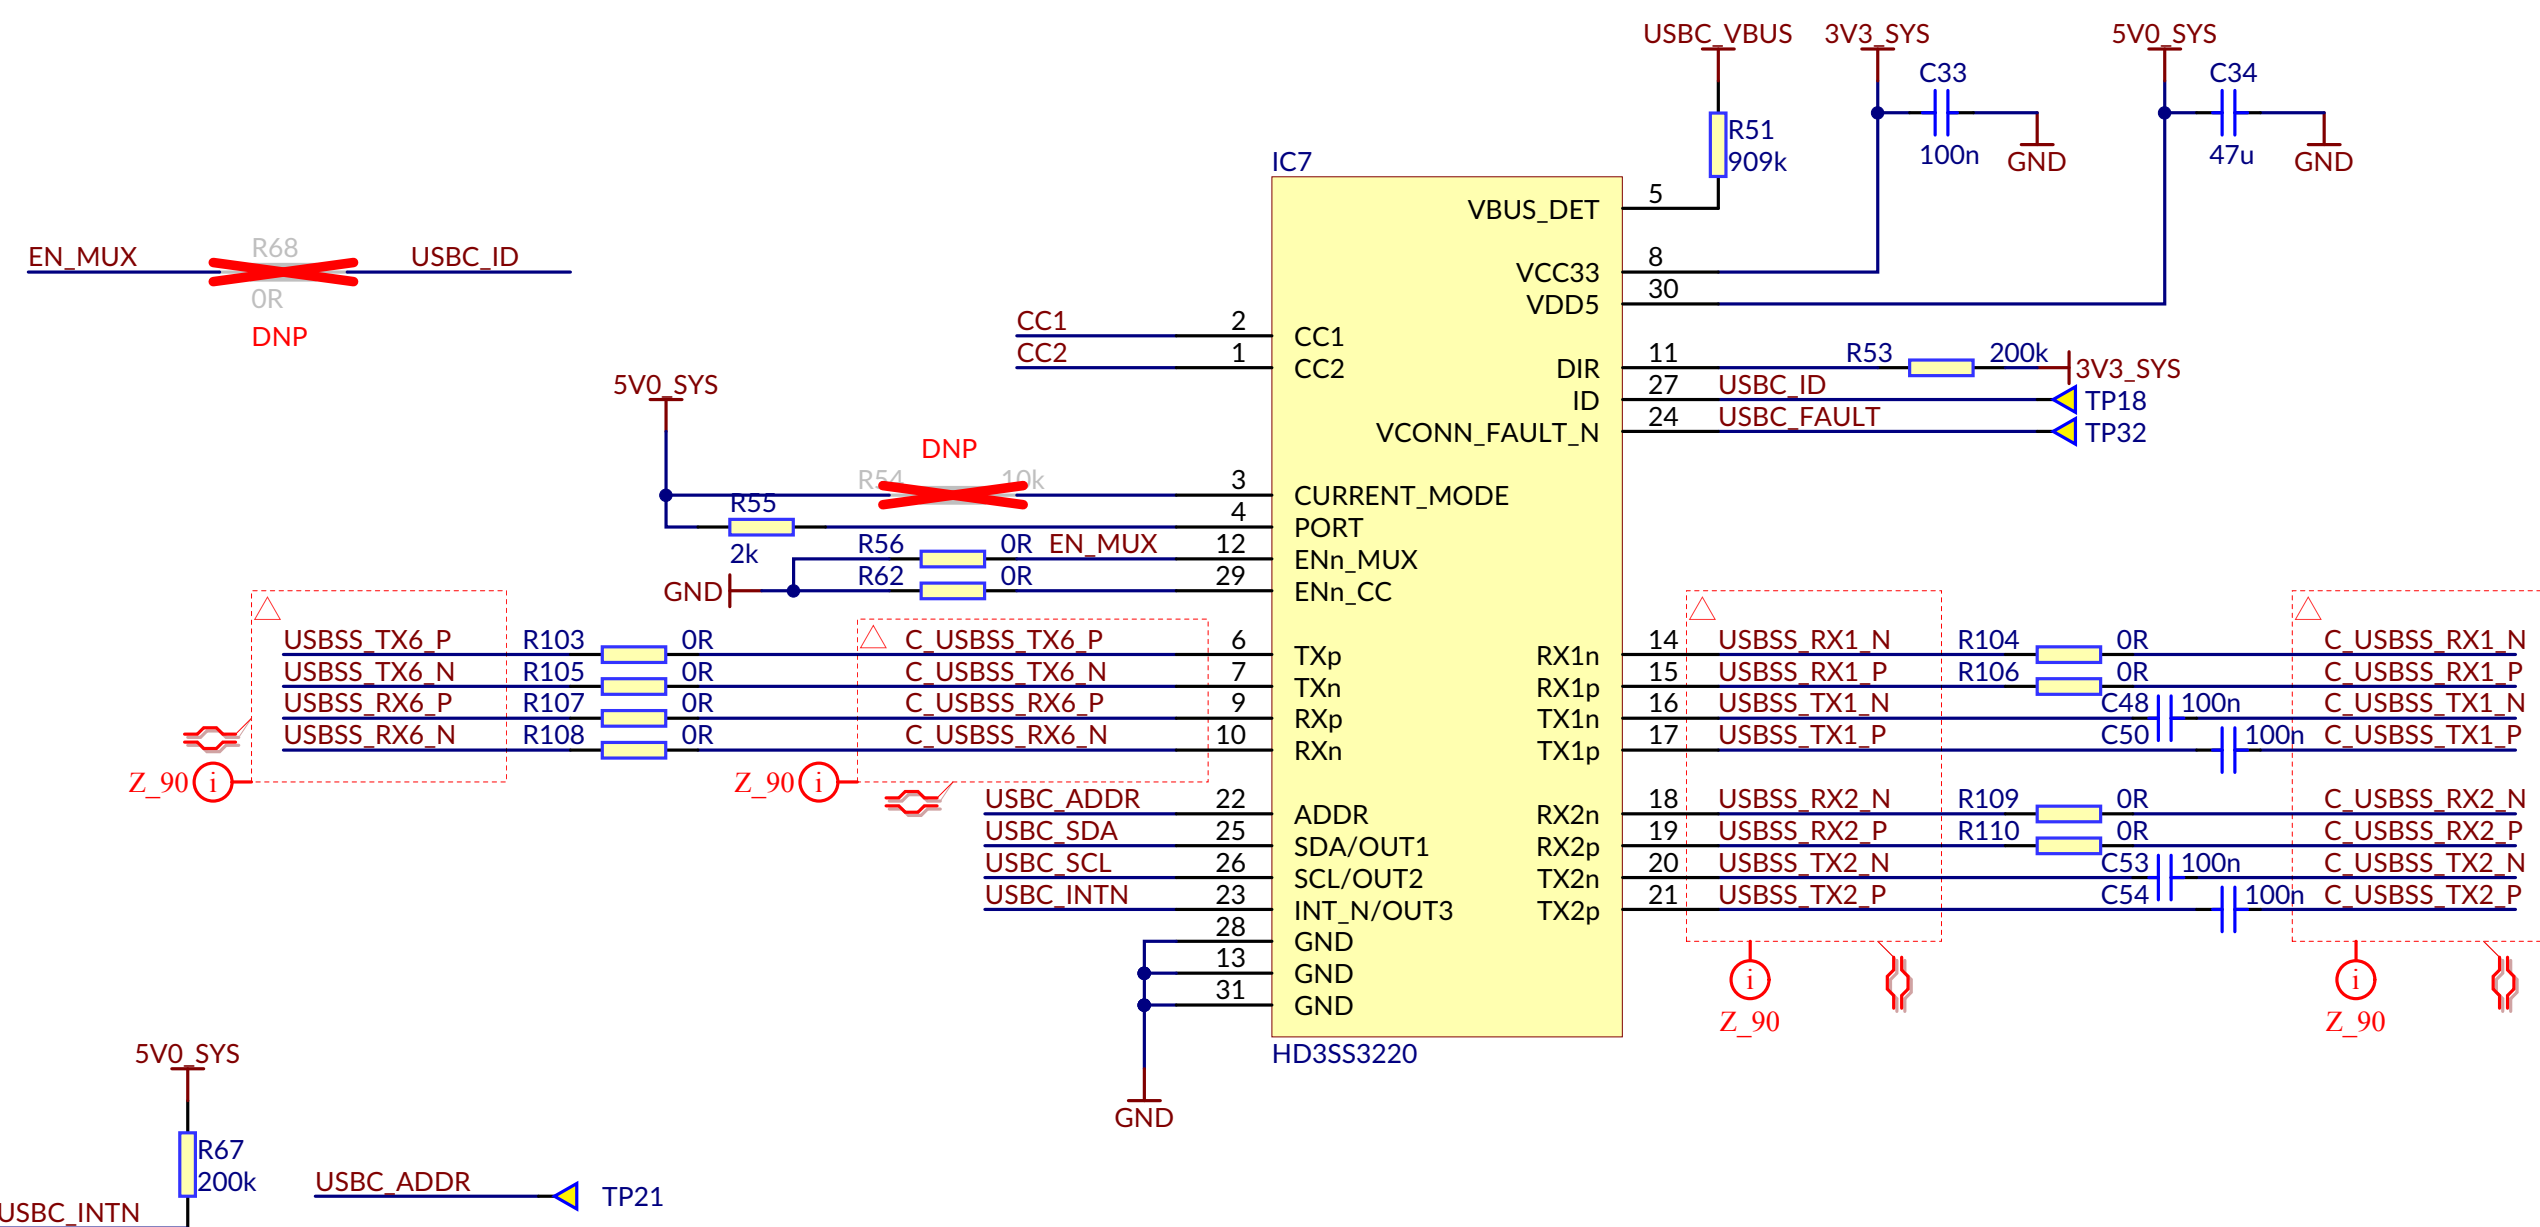 USBC_VBUS 3V3_SYS 5V0_SYS
C33 C34
R51
909k
100n GND 47u GND
IC7
VBUS_DET 5
EN_MUX R68 USBC_ID
0R
DNP
VCC33 8
VDD5 30
CC1 2 CC1
CC2 1 CC2
DIR 11 R53 200k 3V3_SYS
ID 27 USBC_ID TP18
VCONN_FAULT_N 24 USBC_FAULT TP32
5V0_SYS
DNP
R54 10k 3 CURRENT_MODE
R55 2k 4 PORT
R56 0R EN_MUX 12 ENn_MUX
GND R62 0R 29 ENn_CC
USBSS_TX6_P R103 0R C_USBSS_TX6_P 6 TXp
USBSS_TX6_N R105 0R C_USBSS_TX6_N 7 TXn
USBSS_RX6_P R107 0R C_USBSS_RX6_P 9 RXp
USBSS_RX6_N R108 0R C_USBSS_RX6_N 10 RXn
Z_90 i Z_90 i
RX1n 14 USBSS_RX1_N R104 0R C_USBSS_RX1_N
RX1p 15 USBSS_RX1_P R106 0R C_USBSS_RX1_P
TX1n 16 USBSS_TX1_N C48 100n C_USBSS_TX1_N
TX1p 17 USBSS_TX1_P C50 100n C_USBSS_TX1_P
USBC_ADDR 22 ADDR
USBC_SDA 25 SDA/OUT1
USBC_SCL 26 SCL/OUT2
USBC_INTN 23 INT_N/OUT3
28 GND
13 GND
31 GND
RX2n 18 USBSS_RX2_N R109 0R C_USBSS_RX2_N
RX2p 19 USBSS_RX2_P R110 0R C_USBSS_RX2_P
TX2n 20 USBSS_TX2_N C53 100n C_USBSS_TX2_N
TX2p 21 USBSS_TX2_P C54 100n C_USBSS_TX2_P
i i
Z_90 Z_90
HD3SS3220
GND
5V0_SYS
R67
200k
USBC_INTN
USBC_ADDR TP21